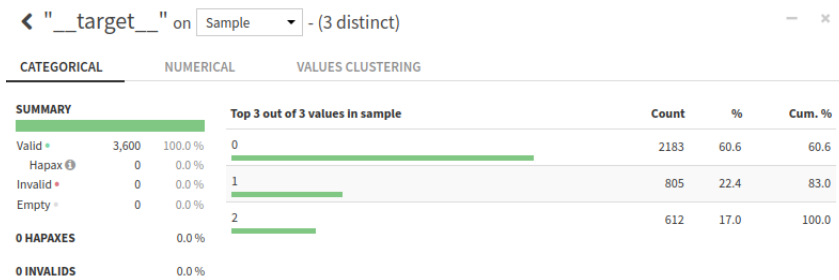 "__target__" on Sample - (3 distinct)
CATEGORICAL NUMERICAL VALUES CLUSTERING
SUMMARY
Valid 3,600 100.0 %
Hapax 0 0.0 %
Invalid 0 0.0 %
Empty 0 0.0 %
0 HAPAXES 0.0 %
0 INVALIDS 0.0 %
Top 3 out of 3 values in sample Count % Cum. %
0 2183 60.6 60.6
1 805 22.4 83.0
2 612 17.0 100.0